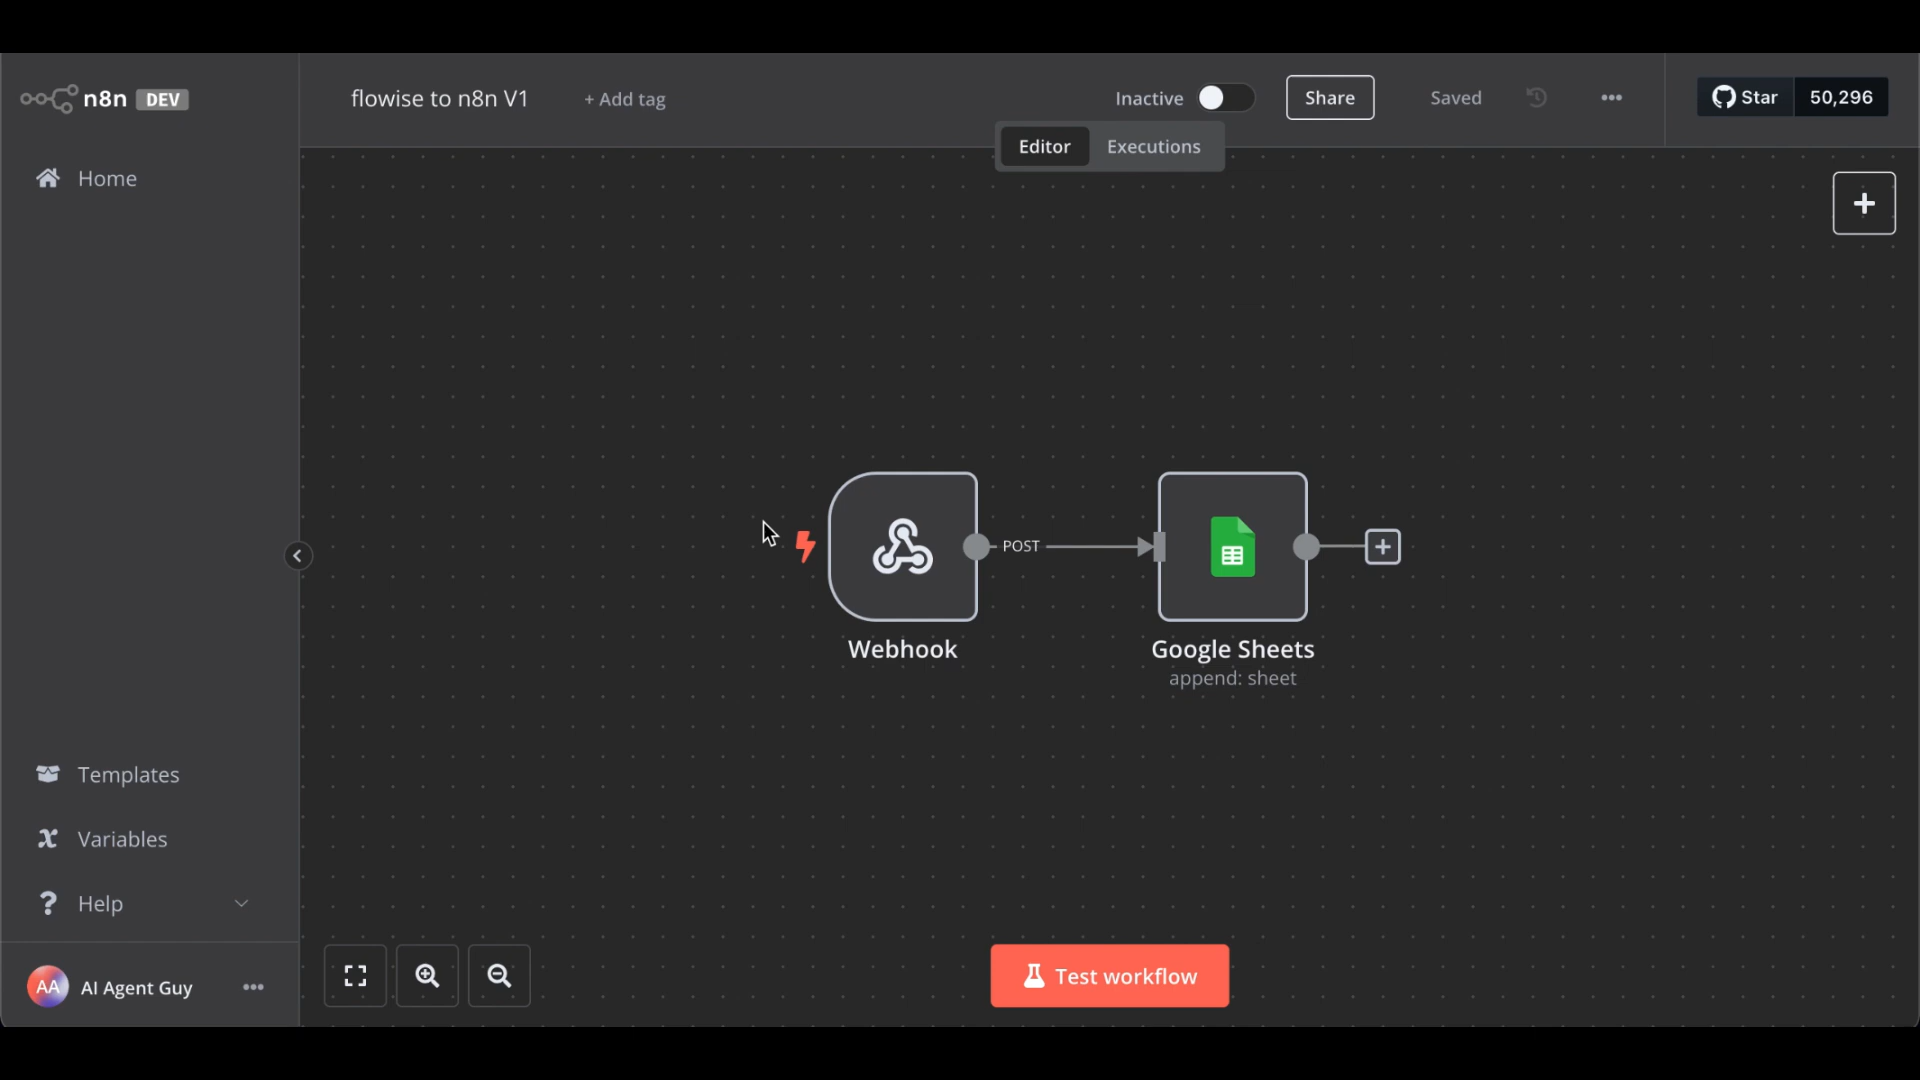 n8n DEV
flowise to n8n V1
+ Add tag
Inactive
Share
Saved
Star 50,296
Editor Executions
Home
POST
Webhook
Google Sheets
append: sheet
Templates
Variables
Help
AA AI Agent Guy
Test workflow